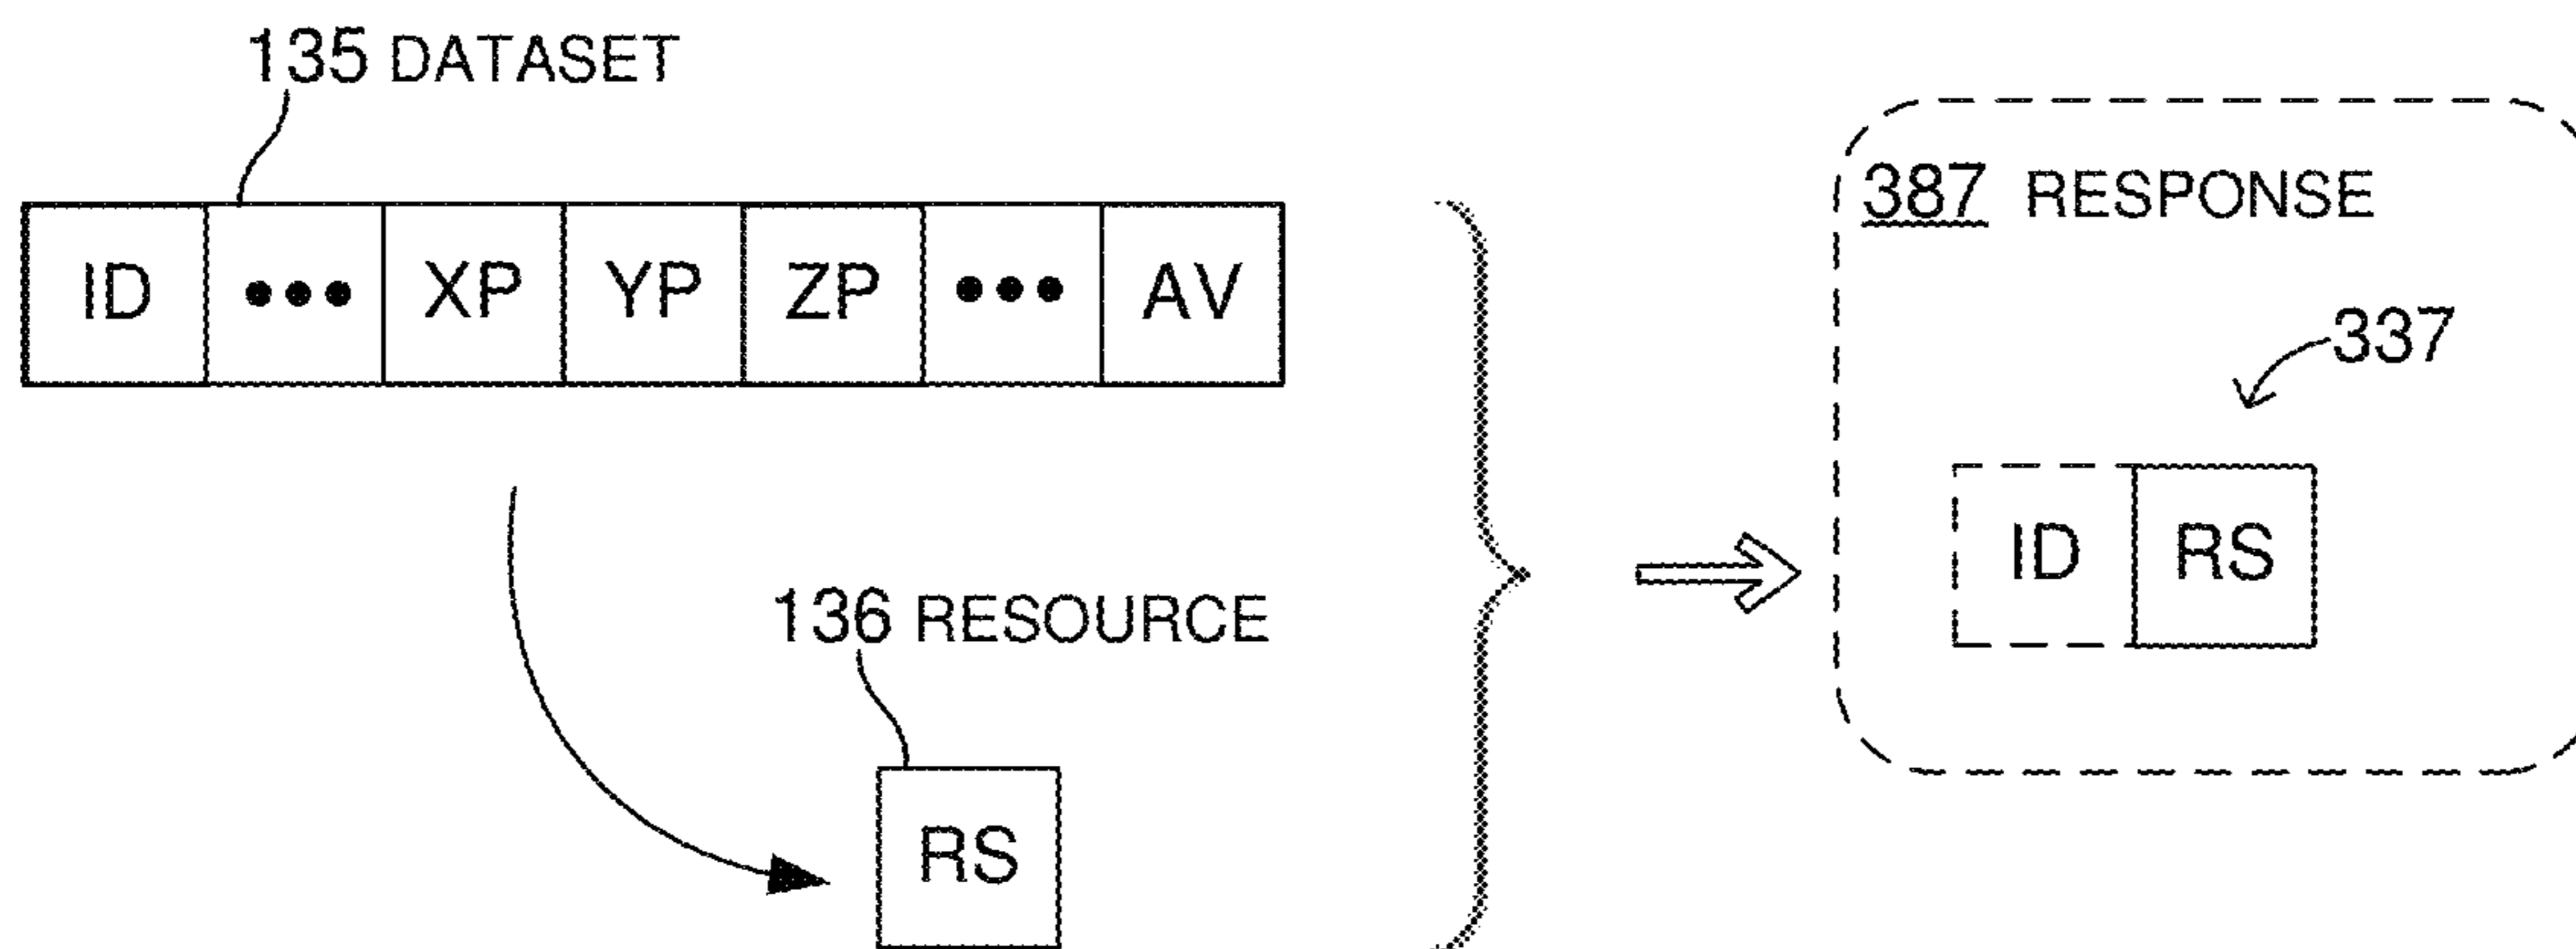 135 DATASET
ID ••• XP YP ZP ••• AV
136 RESOURCE
RS
387 RESPONSE
337
ID RS